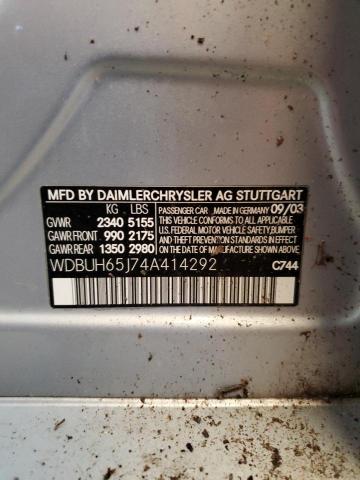 MFD BY DAIMLERCHRYSLER AG STUTTGART
KG LBS PASSENGER CAR MADE IN GERMANY 09/03
GVWR 2340 5155 THIS VEHICLE CONFORMS TO ALL APPLICABLE
GAWR FRONT 990 2175 U.S. FEDERAL MOTOR VEHICLE SAFETY, BUMPER,
GAWR REAR 1350 2980 AND THEFT PREVENTION STANDARDS IN EFFECT
ON THE DATE OF MANUFACTURE SHOWN ABOVE.
WDBUH65J74A414292 C744